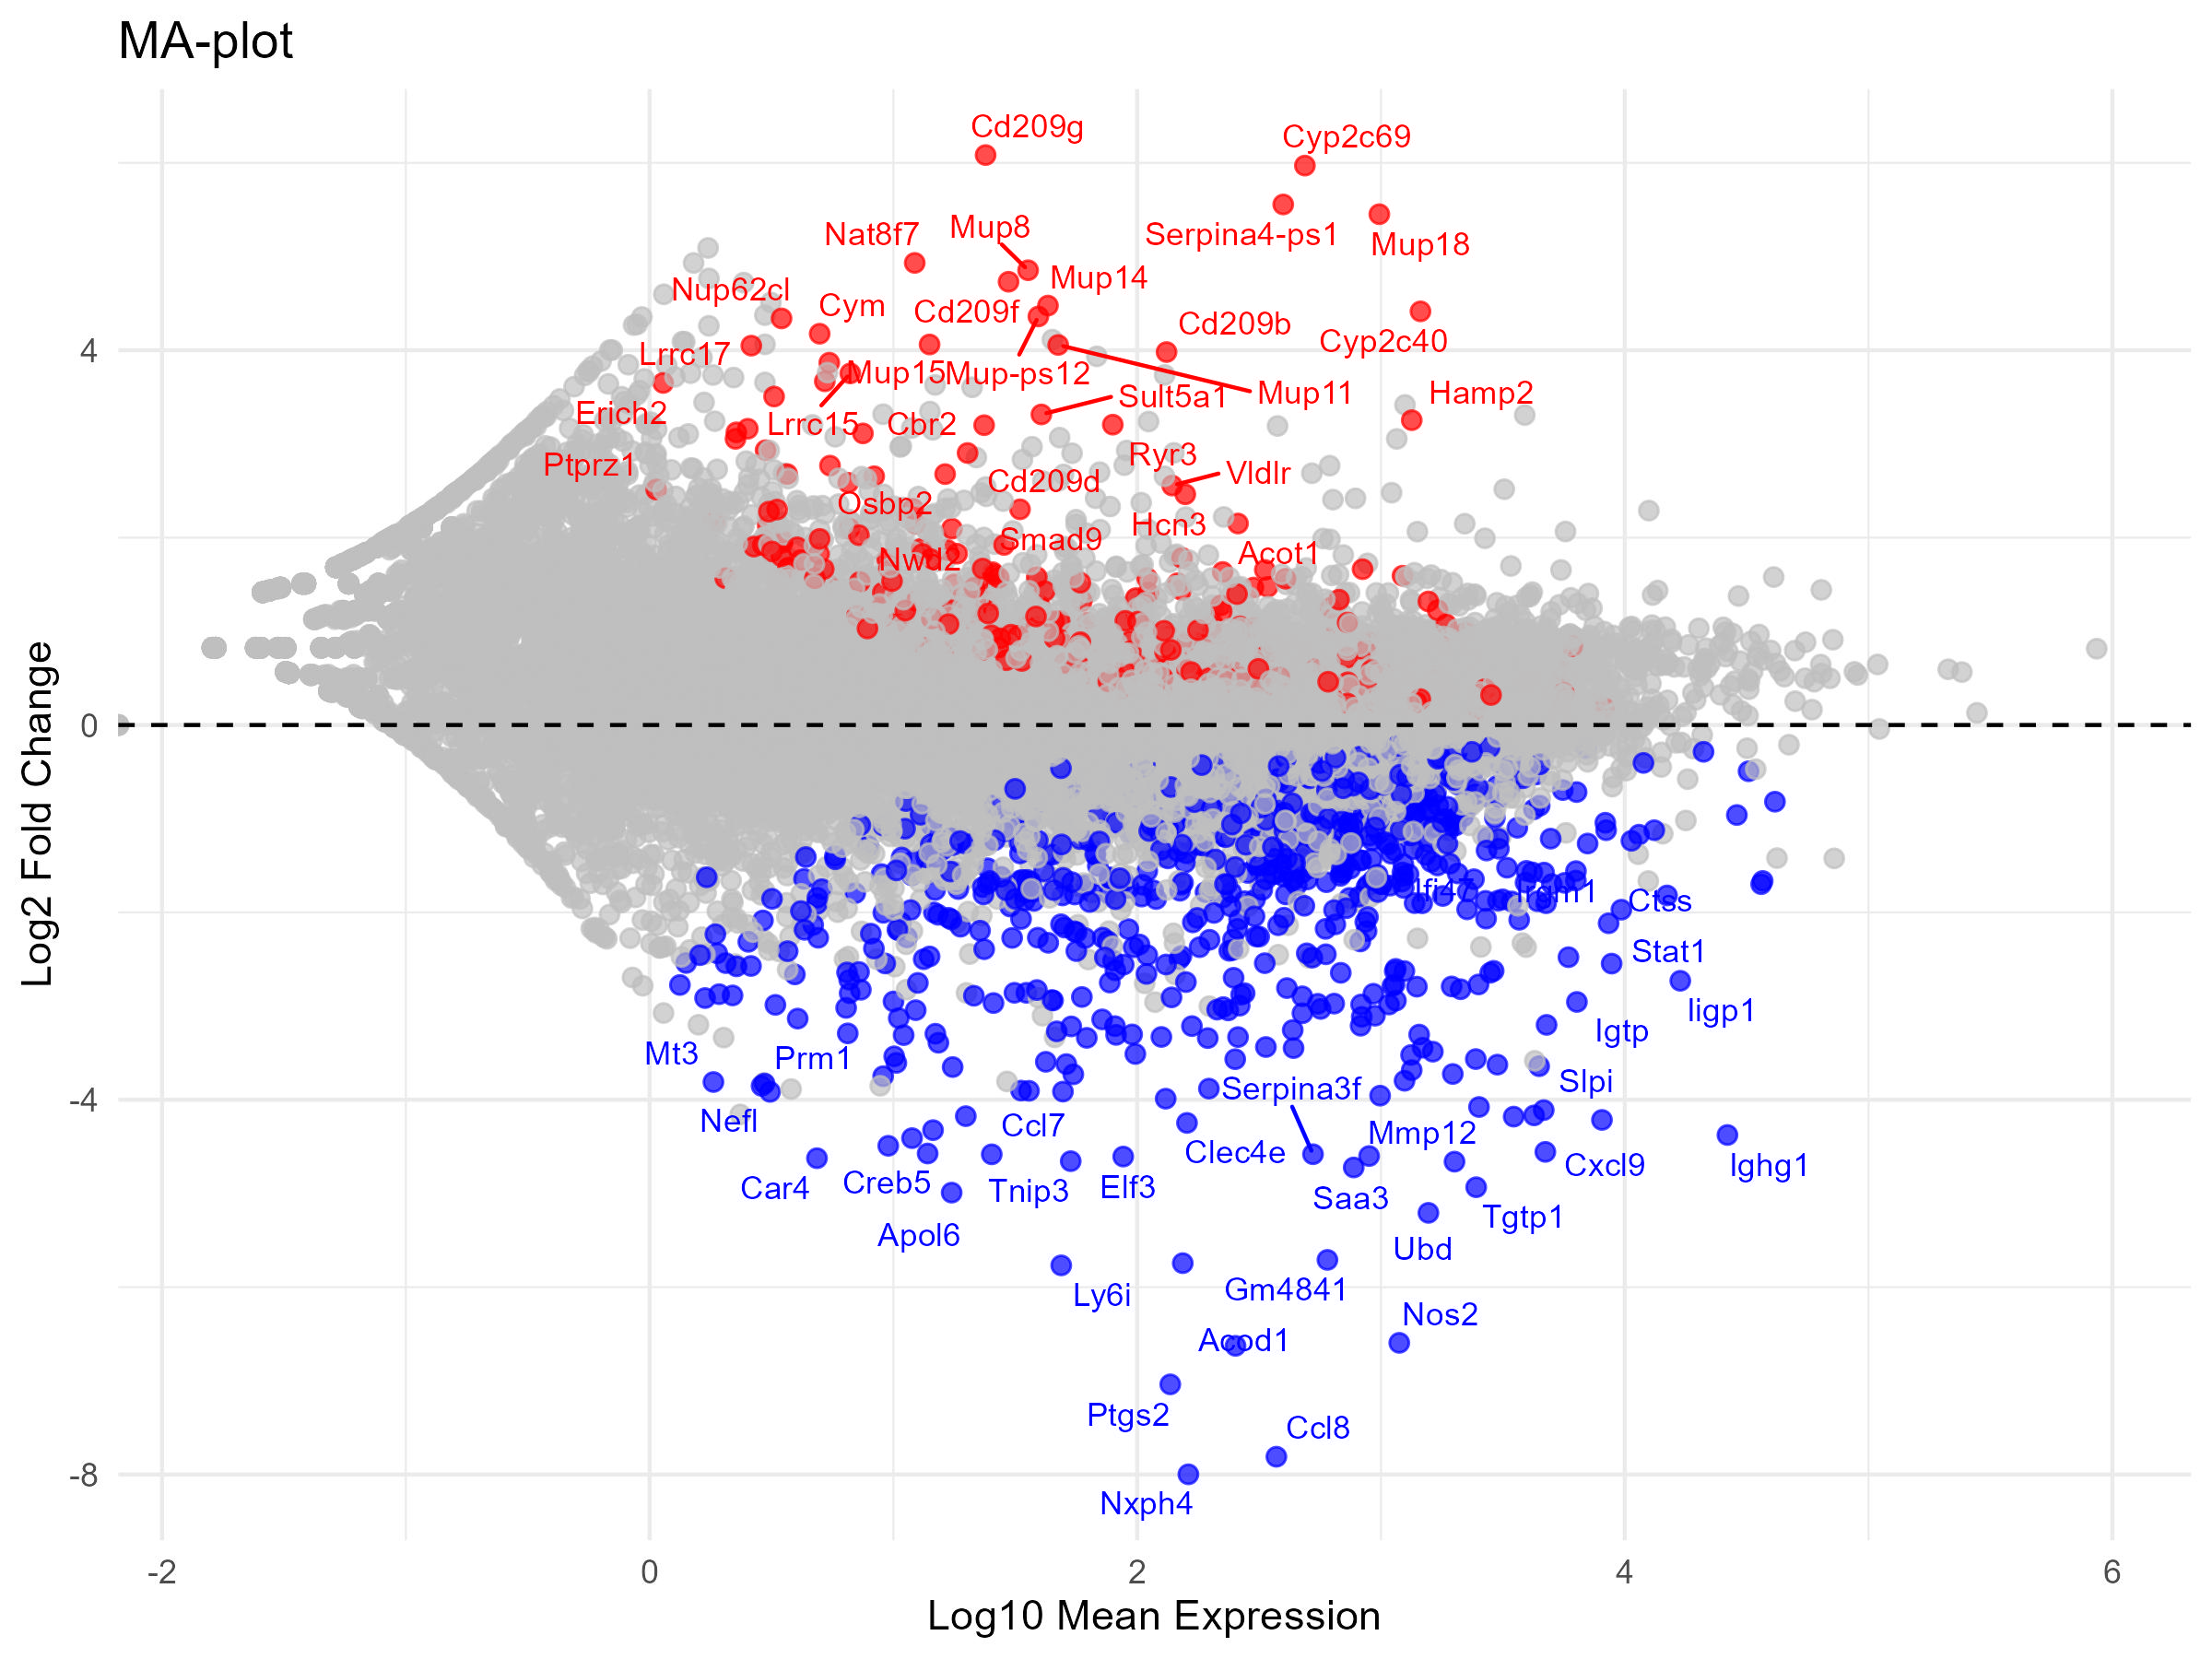 MA-plot
Cd209g
Cyp2c69
Mup8
Nat8f7
Serpina4-ps1
Mup18
Mup14
Nup62cl
Cym
Cd209f
Cd209b
Cyp2c40
Lrrc17
Mup15
Mup-ps12
Mup11
Sult5a1
Hamp2
Erich2
Lrrc15
Cbr2
Ptprz1
Ryr3
Vldlr
Cd209d
Osbp2
Hcn3
Smad9
Nwd2
Acot1
4
0
-4
-8
Log2 Fold Change
Ifi47
Irgm1
Ctss
Stat1
Iigp1
Igtp
Mt3
Prm1
Serpina3f
Slpi
Nefl
Ccl7
Clec4e
Mmp12
Cxcl9
Ighg1
Car4
Creb5
Tnip3
Elf3
Saa3
Tgtp1
Apol6
Ubd
Ly6i
Gm4841
Nos2
Acod1
Ptgs2
Ccl8
Nxph4
-2
0
2
4
6
Log10 Mean Expression